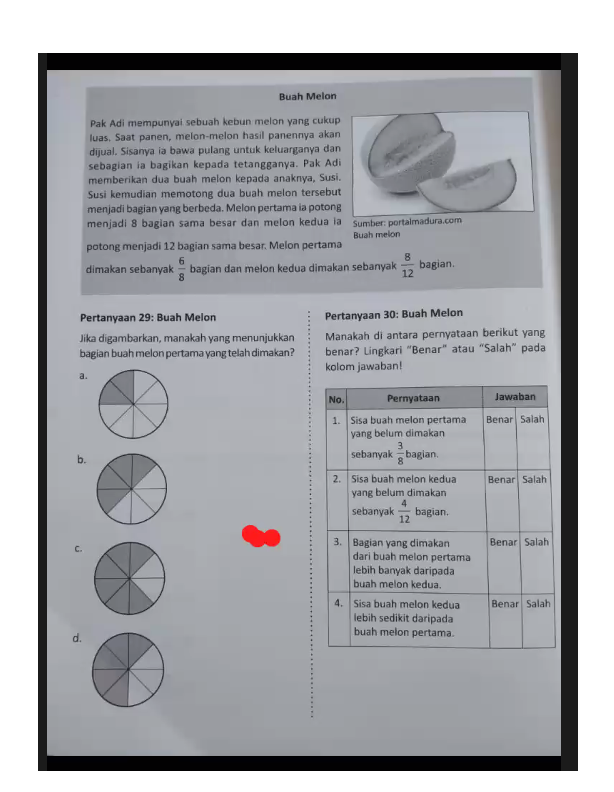 Buah Melon
Pak Adi mempunyai sebuah kebun melon yang cukup
luas. Saat panen, melon-melon hasil panennya akan
dijual. Sisanya ia bawa pulang untuk keluarganya dan
sebagian ia bagikan kepada tetangganya. Pak Adi
memberikan dua buah melon kepada anaknya, Susi.
Susi kemudian memotong dua buah melon tersebut
menjadi bagian yang berbeda. Melon pertama ia potong
menjadi 8 bagian sama besar dan melon kedua ia
potong menjadi 12 bagian sama besar. Melon pertama
dimakan sebanyak 6/8 bagian dan melon kedua dimakan sebanyak 8/12 bagian.
Sumber: portalmadura.com
Buah melon
Pertanyaan 29: Buah Melon
Jika digambarkan, manakah yang menunjukkan
bagian buah melon pertama yang telah dimakan?
a.
b.
c.
d.
Pertanyaan 30: Buah Melon
Manakah di antara pernyataan berikut yang
benar? Lingkari "Benar" atau "Salah" pada
kolom jawaban!
No. Pernyataan Jawaban
1. Sisa buah melon pertama Benar Salah
yang belum dimakan
sebanyak 3/8 bagian.
2. Sisa buah melon kedua Benar Salah
yang belum dimakan
sebanyak 4/12 bagian.
3. Bagian yang dimakan Benar Salah
dari buah melon pertama
lebih banyak daripada
buah melon kedua.
4. Sisa buah melon kedua Benar Salah
lebih sedikit daripada
buah melon pertama.